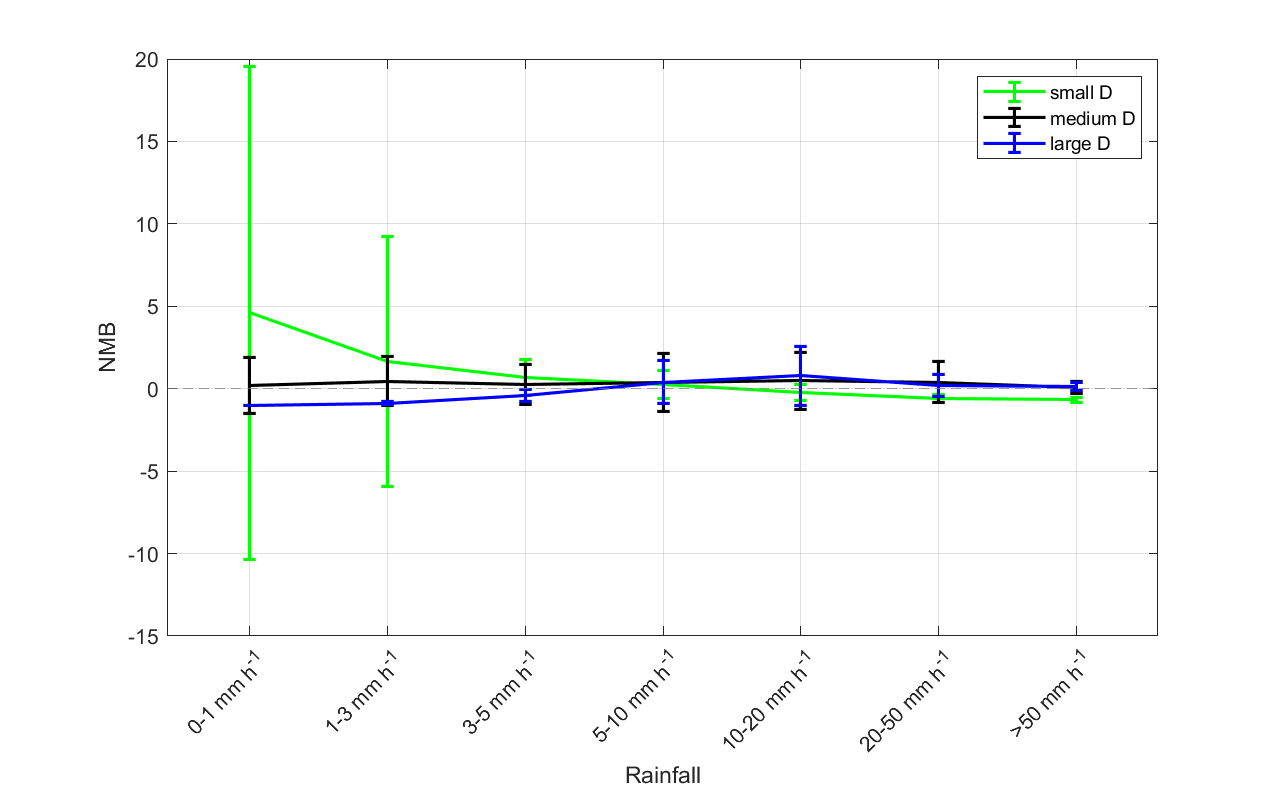 20
15
10
5
0
-5
-10
-15
NMB
small D
medium D
large D
0-1 mm h⁻¹
1-3 mm h⁻¹
3-5 mm h⁻¹
5-10 mm h⁻¹
10-20 mm h⁻¹
20-50 mm h⁻¹
>50 mm h⁻¹
Rainfall